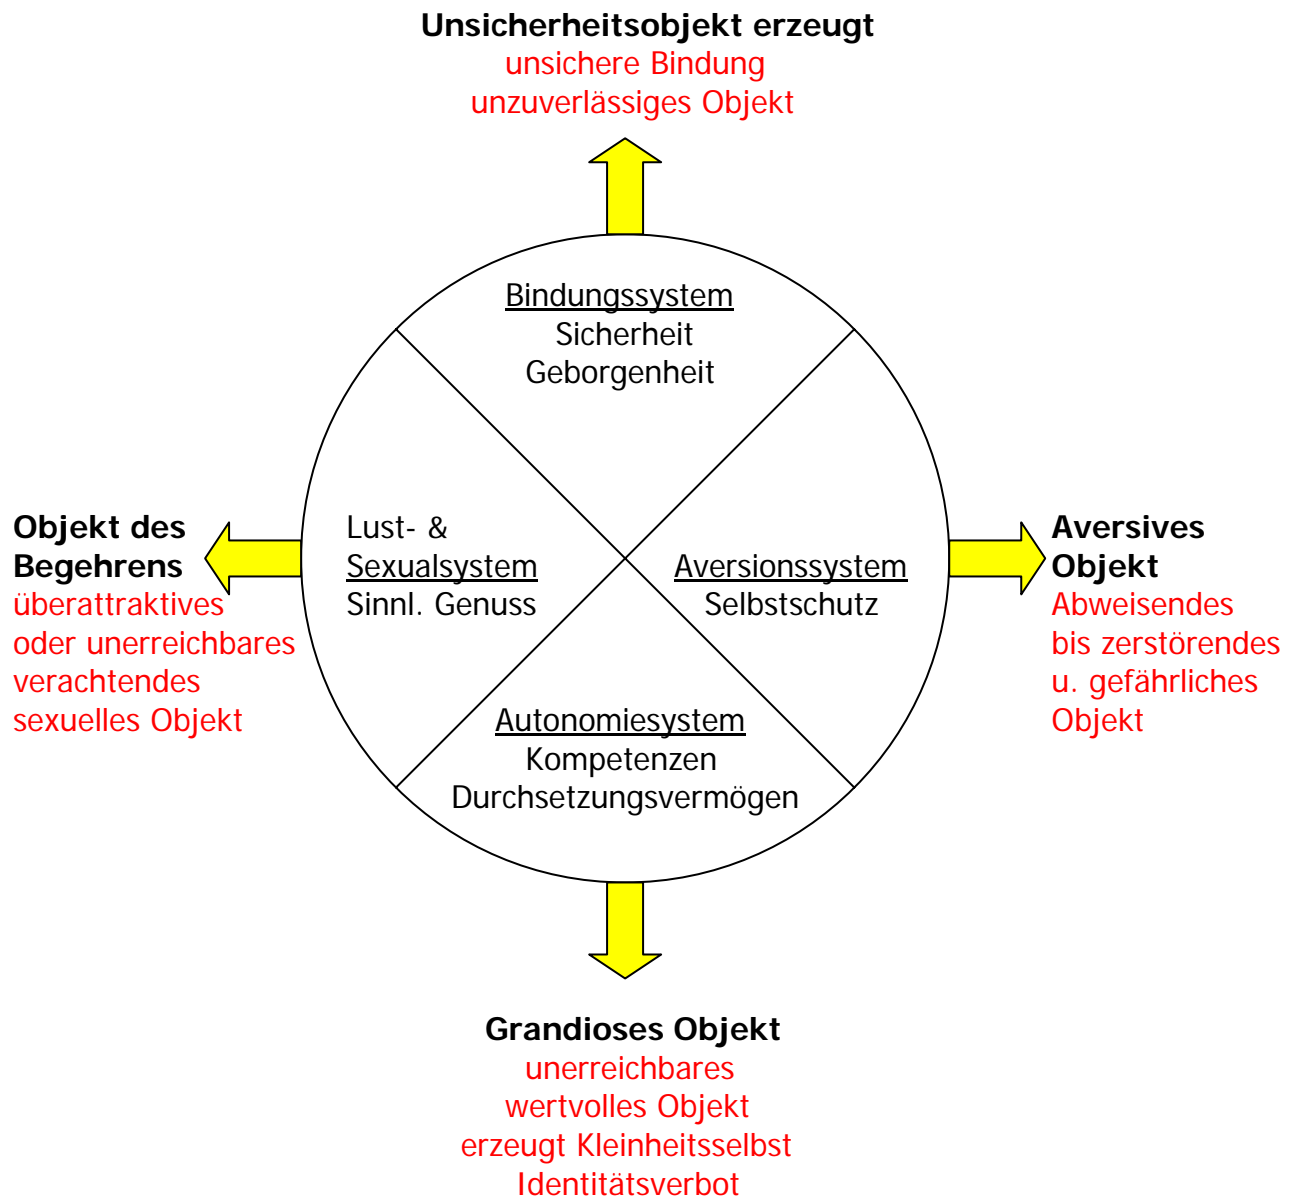 Unsicherheitsobjekt erzeugt
unsichere Bindung
unzuverlässiges Objekt
Bindungssystem
Sicherheit
Geborgenheit
Objekt des
Begehrens
überattraktives
oder unerreichbares
verachtendes
sexuelles Objekt
Lust- &
Sexualsystem
Sinnl. Genuss
Aversionssystem
Selbstschutz
Aversives
Objekt
Abweisendes
bis zerstörendes
u. gefährliches
Objekt
Autonomiesystem
Kompetenzen
Durchsetzungsvermögen
Grandioses Objekt
unerreichbares
wertvolles Objekt
erzeugt Kleinheitsselbst
Identitätsverbot